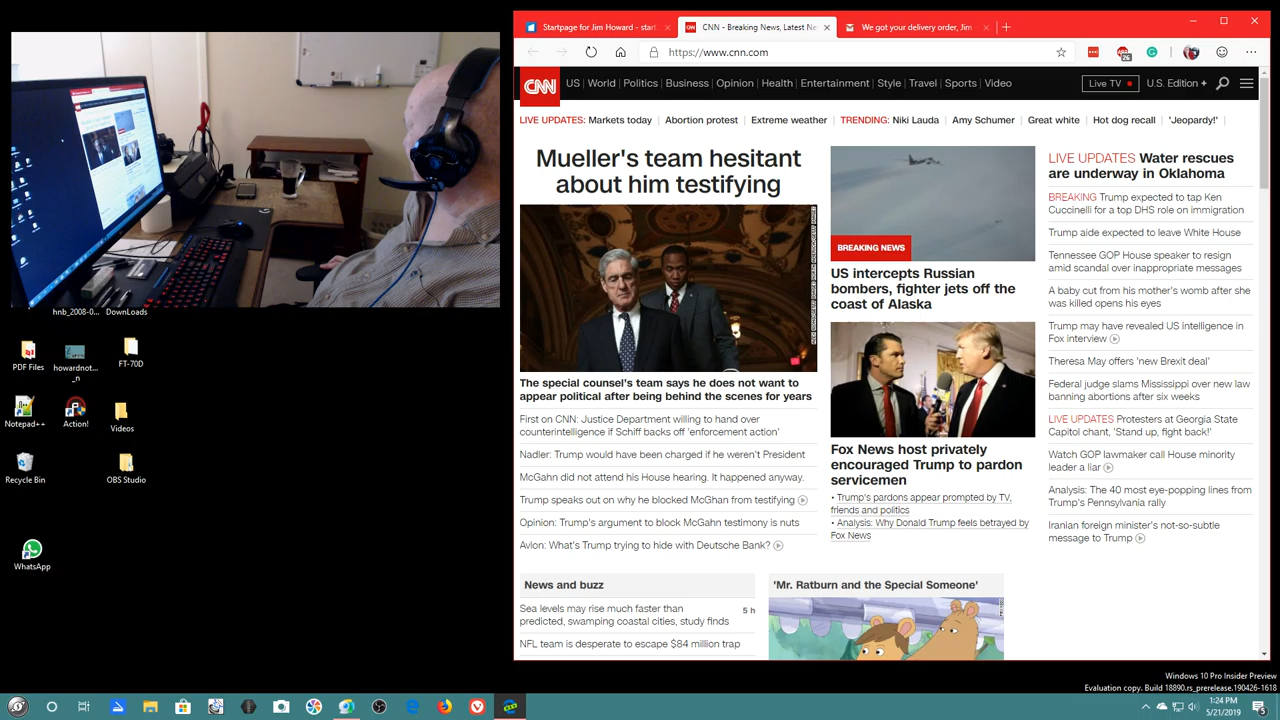 Startpage for Jim Howard - start
CNN - Breaking News, Latest Ne
We got your delivery order, Jim
https://www.cnn.com
26
CNN
US
World
Politics
Business
Opinion
Health
Entertainment
Style
Travel
Sports
Video
Live TV
U.S. Edition +
LIVE UPDATES: Markets today | Abortion protest | Extreme weather | TRENDING: Niki Lauda | Amy Schumer | Great white | Hot dog recall | 'Jeopardy!' |
Mueller's team hesitant
about him testifying
The special counsel's team says he does not want to
appear political after being behind the scenes for years
First on CNN: Justice Department willing to hand over
counterintelligence if Schiff backs off 'enforcement action'
Nadler: Trump would have been charged if he weren't President
McGahn did not attend his House hearing. It happened anyway.
Trump speaks out on why he blocked McGhan from testifying
Opinion: Trump's argument to block McGahn testimony is nuts
Avlon: What's Trump trying to hide with Deutsche Bank?
BREAKING NEWS
US intercepts Russian
bombers, fighter jets off the
coast of Alaska
Fox News host privately
encouraged Trump to pardon
servicemen
• Trump's pardons appear prompted by TV,
friends and politics
• Analysis: Why Donald Trump feels betrayed by
Fox News
LIVE UPDATES Water rescues
are underway in Oklahoma
BREAKING Trump expected to tap Ken
Cuccinelli for a top DHS role on immigration
Trump aide expected to leave White House
Tennessee GOP House speaker to resign
amid scandal over inappropriate messages
A baby cut from his mother's womb after she
was killed opens his eyes
Trump may have revealed US intelligence in
Fox interview
Theresa May offers 'new Brexit deal'
Federal judge slams Mississippi over new law
banning abortions after six weeks
LIVE UPDATES Protesters at Georgia State
Capitol chant, 'Stand up, fight back!'
Watch GOP lawmaker call House minority
leader a liar
Analysis: The 40 most eye-popping lines from
Trump's Pennsylvania rally
Iranian foreign minister's not-so-subtle
message to Trump
News and buzz
Sea levels may rise much faster than
predicted, swamping coastal cities, study finds
5 h
NFL team is desperate to escape $84 million trap
'Mr. Ratburn and the Special Someone'
hnb_2008-0...
DownLoads
PDF Files
howardnot..._n
FT-70D
Notepad++
Action!
Videos
Recycle Bin
OBS Studio
WhatsApp
Windows 10 Pro Insider Preview
Evaluation copy. Build 18890.rs_prerelease.190426-1618
1:24 PM
5/21/2019
5